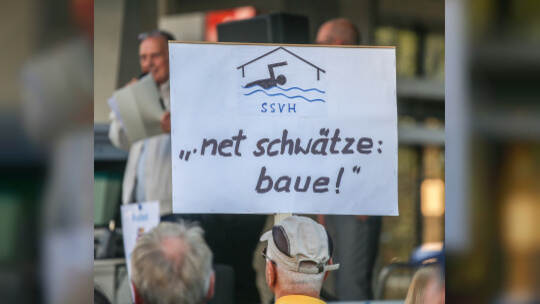 SSVH
„.net schwätze:
baue!"